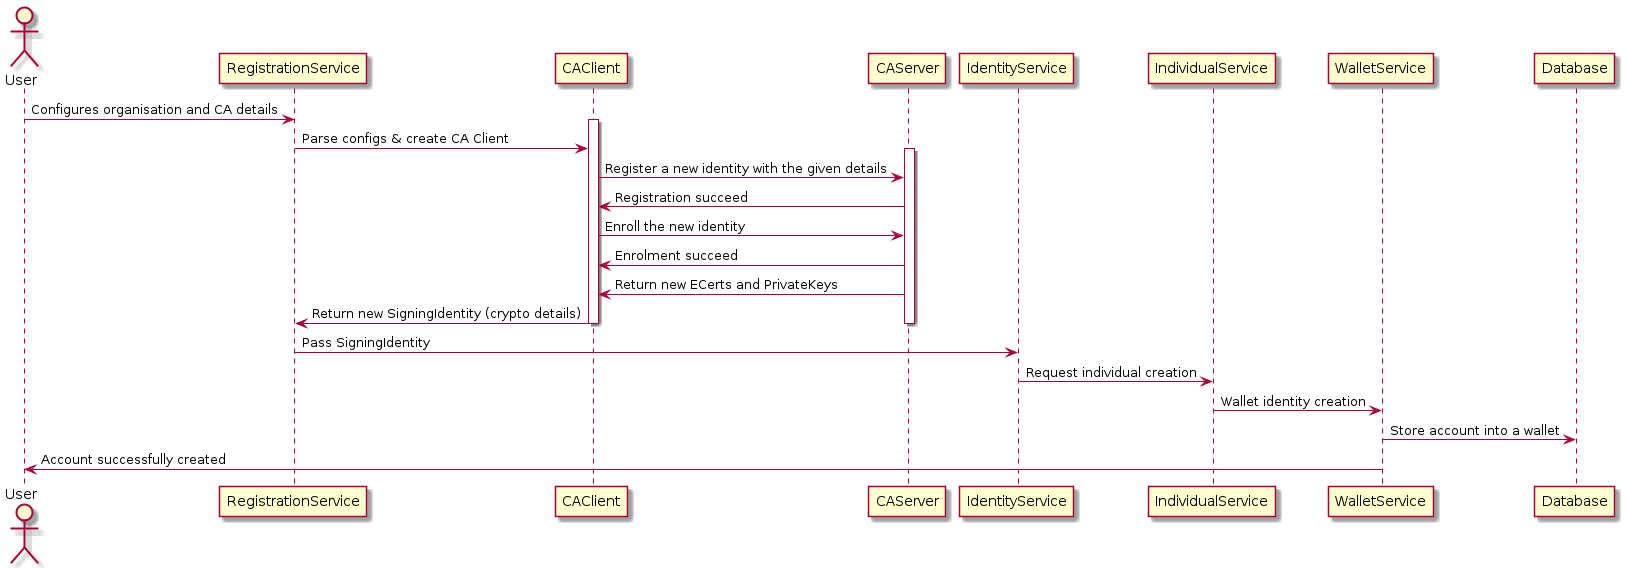 User
RegistrationService
CAClient
CAServer
IdentityService
IndividualService
WalletService
Database
Configures organisation and CA details
Parse configs & create CA Client
Register a new identity with the given details
Registration succeed
Enroll the new identity
Enrolment succeed
Return new ECerts and PrivateKeys
Return new SigningIdentity (crypto details)
Pass SigningIdentity
Request individual creation
Wallet identity creation
Store account into a wallet
Account successfully created
User
RegistrationService
CAClient
CAServer
IdentityService
IndividualService
WalletService
Database